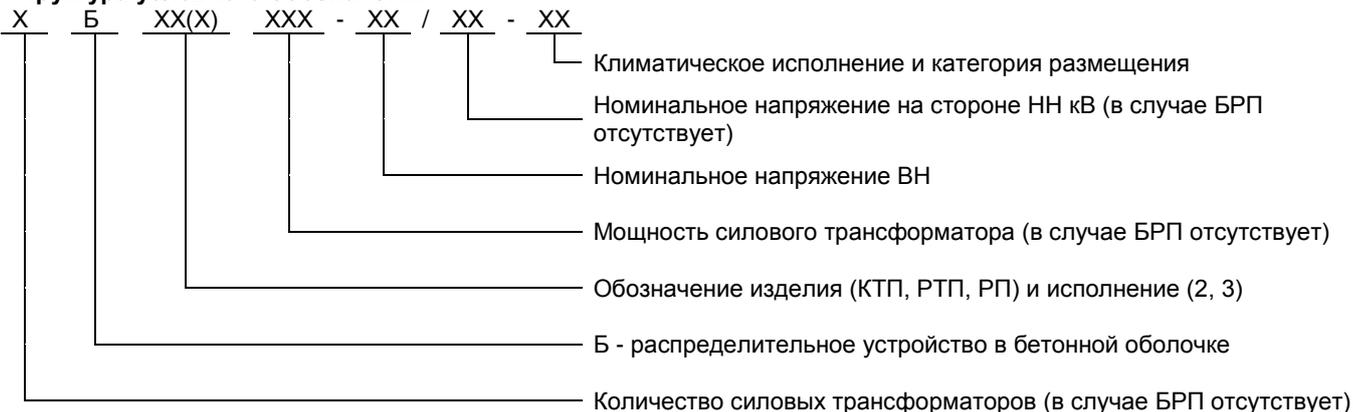 Х Б ХХ(Х) ХХХ - ХХ / ХХ - ХХ
Климатическое исполнение и категория размещения
Номинальное напряжение на стороне НН кВ (в случае БРП
отсутствует)
Номинальное напряжение ВН
Мощность силового трансформатора (в случае БРП отсутствует)
Обозначение изделия (КТП, РТП, РП) и исполнение (2, 3)
Б - распределительное устройство в бетонной оболочке
Количество силовых трансформаторов (в случае БРП отсутствует)